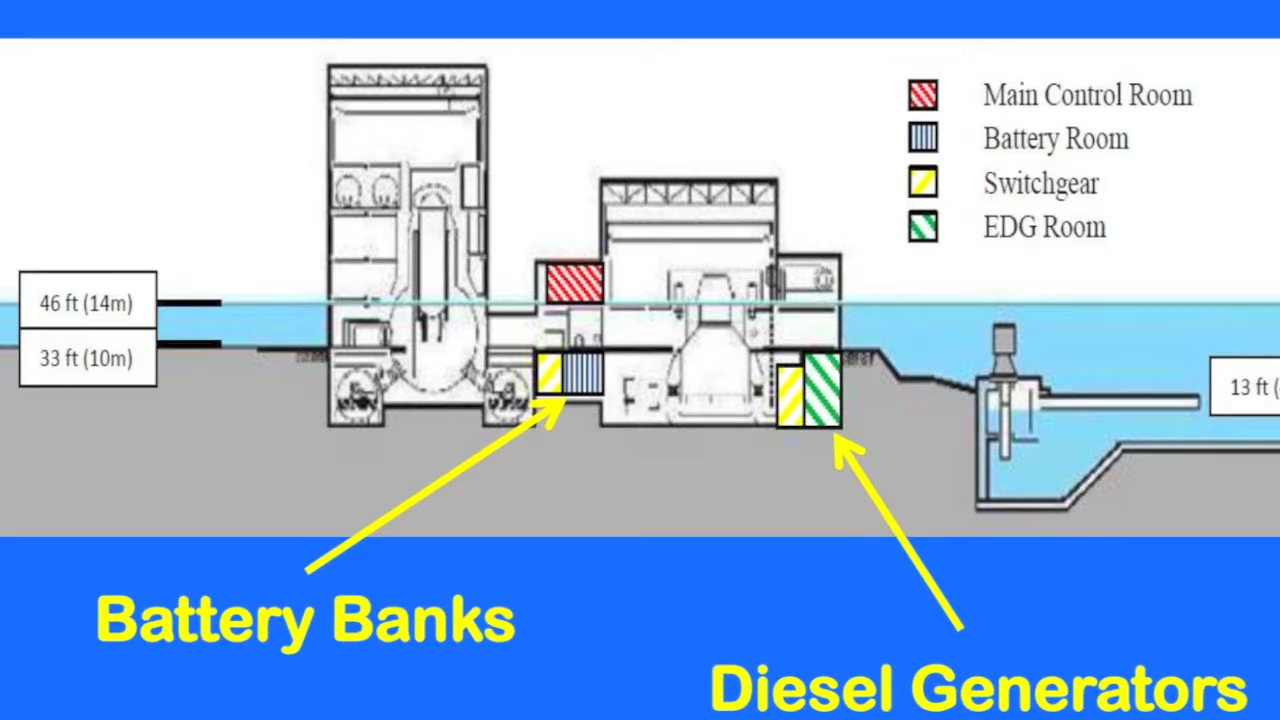 Main Control Room
Battery Room
Switchgear
EDG Room
46 ft (14m)
33 ft (10m)
13 ft (
Battery Banks
Diesel Generators